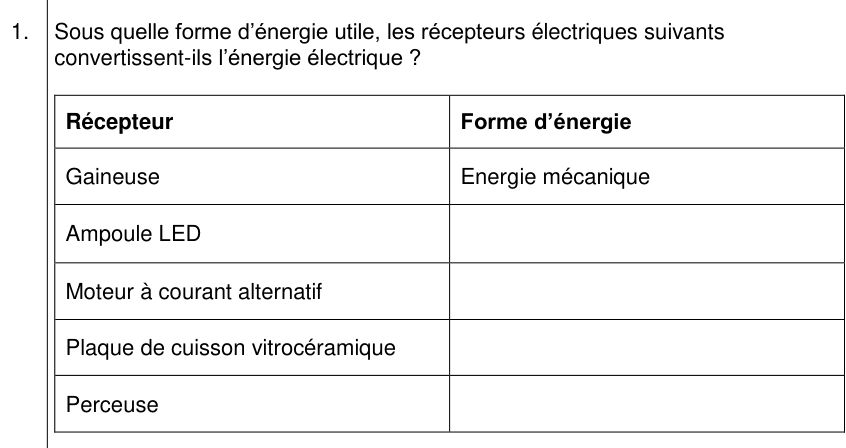 1. Sous quelle forme d’énergie utile, les récepteurs électriques suivants
convertissent-ils l’énergie électrique ?
Récepteur Forme d’énergie
Gaineuse Energie mécanique
Ampoule LED
Moteur à courant alternatif
Plaque de cuisson vitrocéramique
Perceuse